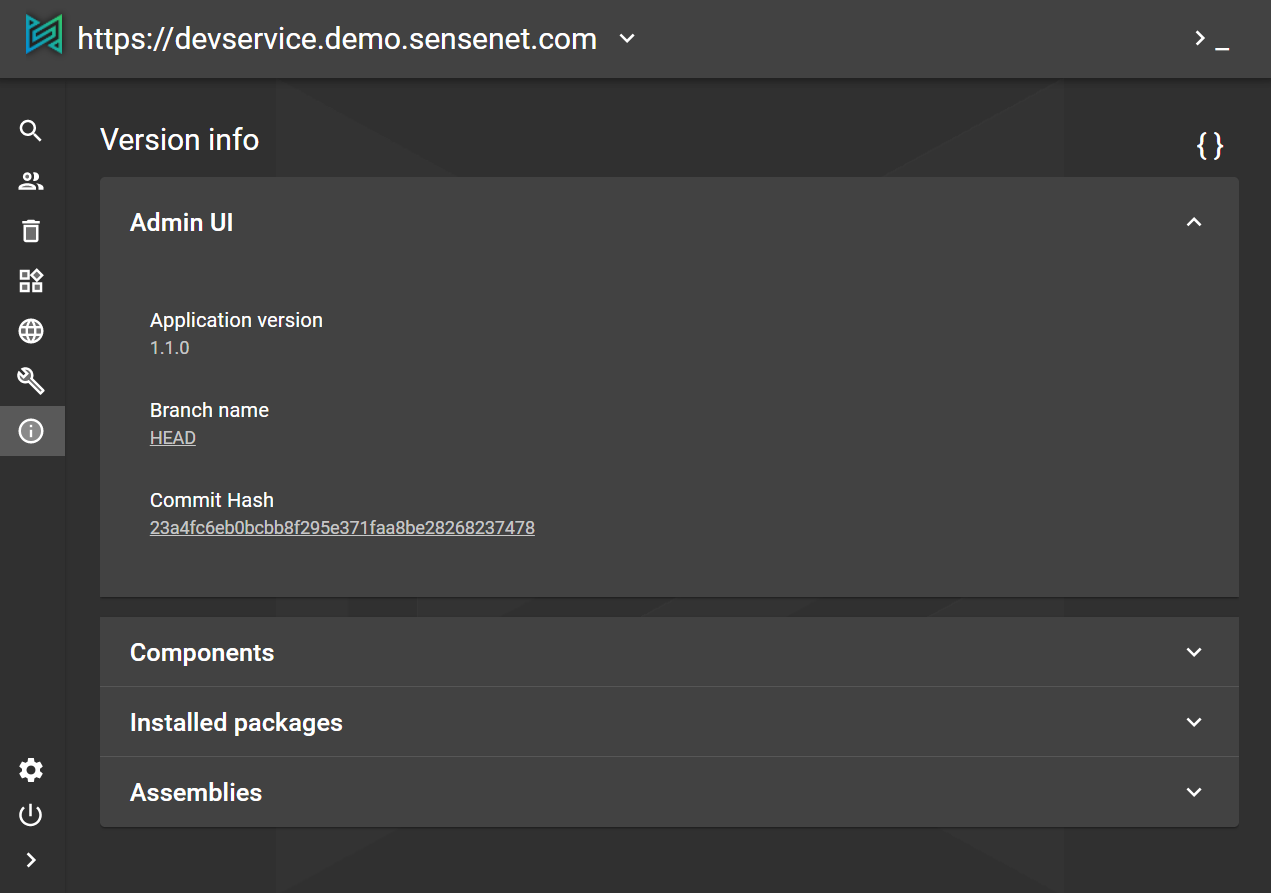 https://devservice.demo.sensenet.com
>_
Version info
{ }
Admin UI
Application version
1.1.0
Branch name
HEAD
Commit Hash
23a4fc6eb0bcbb8f295e371faa8be28268237478
Components
Installed packages
Assemblies